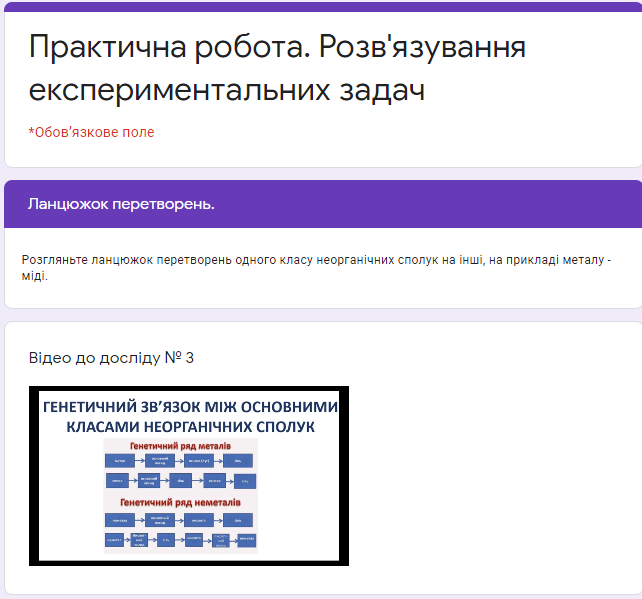 Практична робота. Розв'язування
експериментальних задач
*Обов’язкове поле
Ланцюжок перетворень.
Розгляньте ланцюжок перетворень одного класу неорганічних сполук на інші, на прикладі металу -
міді.
Відео до досліду № 3
ГЕНЕТИЧНИЙ ЗВ’ЯЗОК МІЖ ОСНОВНИМИ
КЛАСАМИ НЕОРГАНІЧНИХ СПОЛУК
Генетичний ряд металів
Генетичний ряд неметалів